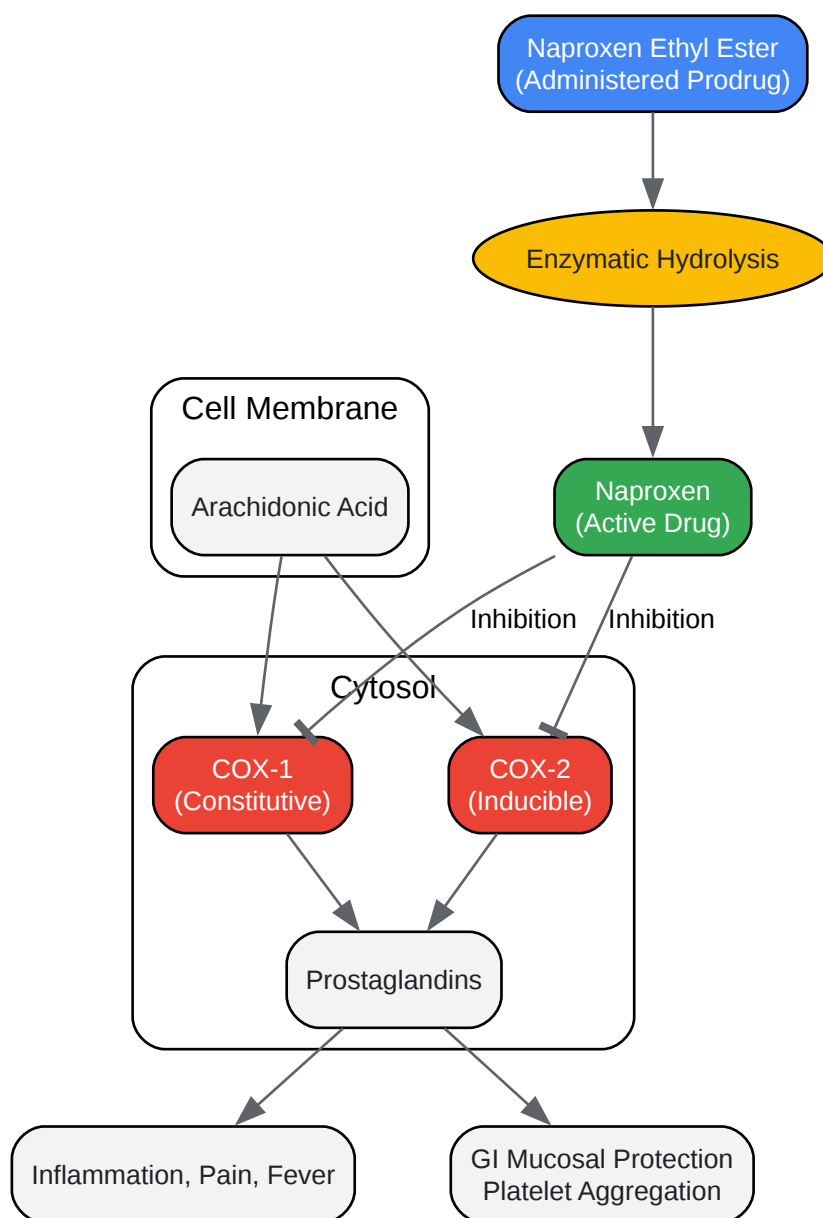 Naproxen Ethyl Ester
(Administered Prodrug)
Enzymatic Hydrolysis
Cell Membrane
Arachidonic Acid
Naproxen
(Active Drug)
Inhibition
Inhibition
Cytosol
COX-1
(Constitutive)
COX-2
(Inducible)
Prostaglandins
Inflammation, Pain, Fever
GI Mucosal Protection
Platelet Aggregation